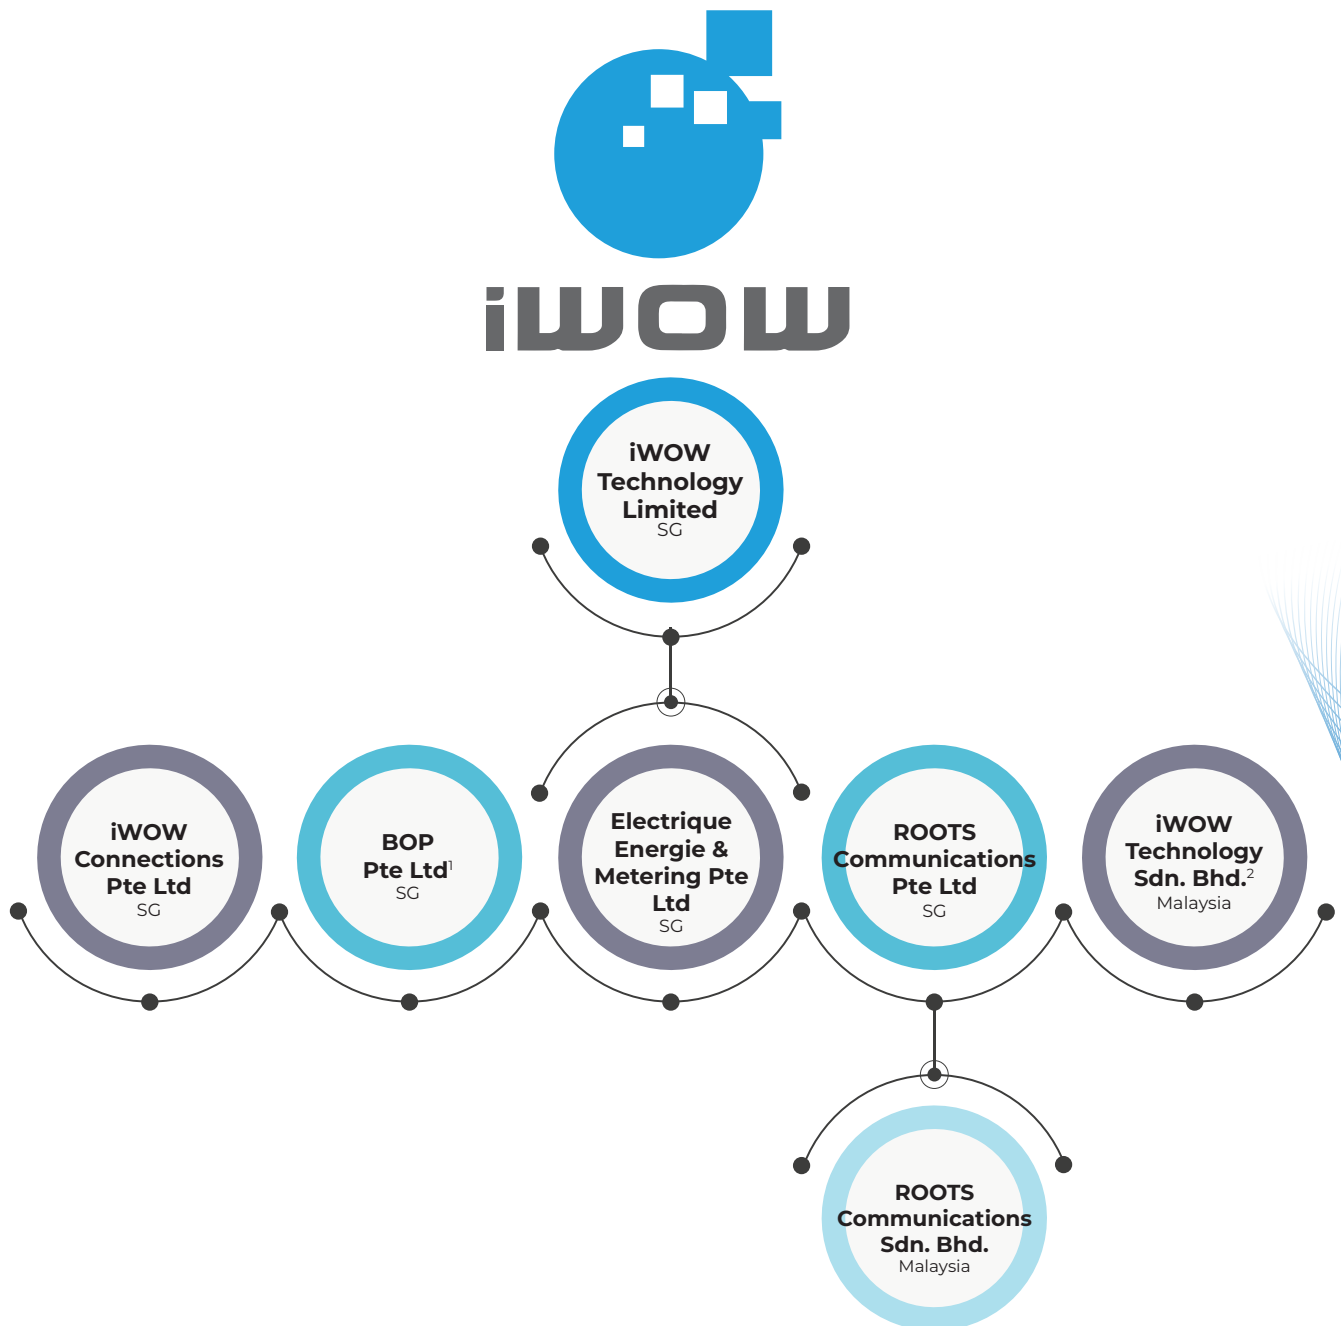 iWOW
iWOW
Technology
Limited
SG
iWOW
Connections
Pte Ltd
SG
BOP
Pte Ltd¹
SG
Electrique
Energie &
Metering Pte
Ltd
SG
ROOTS
Communications
Pte Ltd
SG
iWOW
Technology
Sdn. Bhd.²
Malaysia
ROOTS
Communications
Sdn. Bhd.
Malaysia